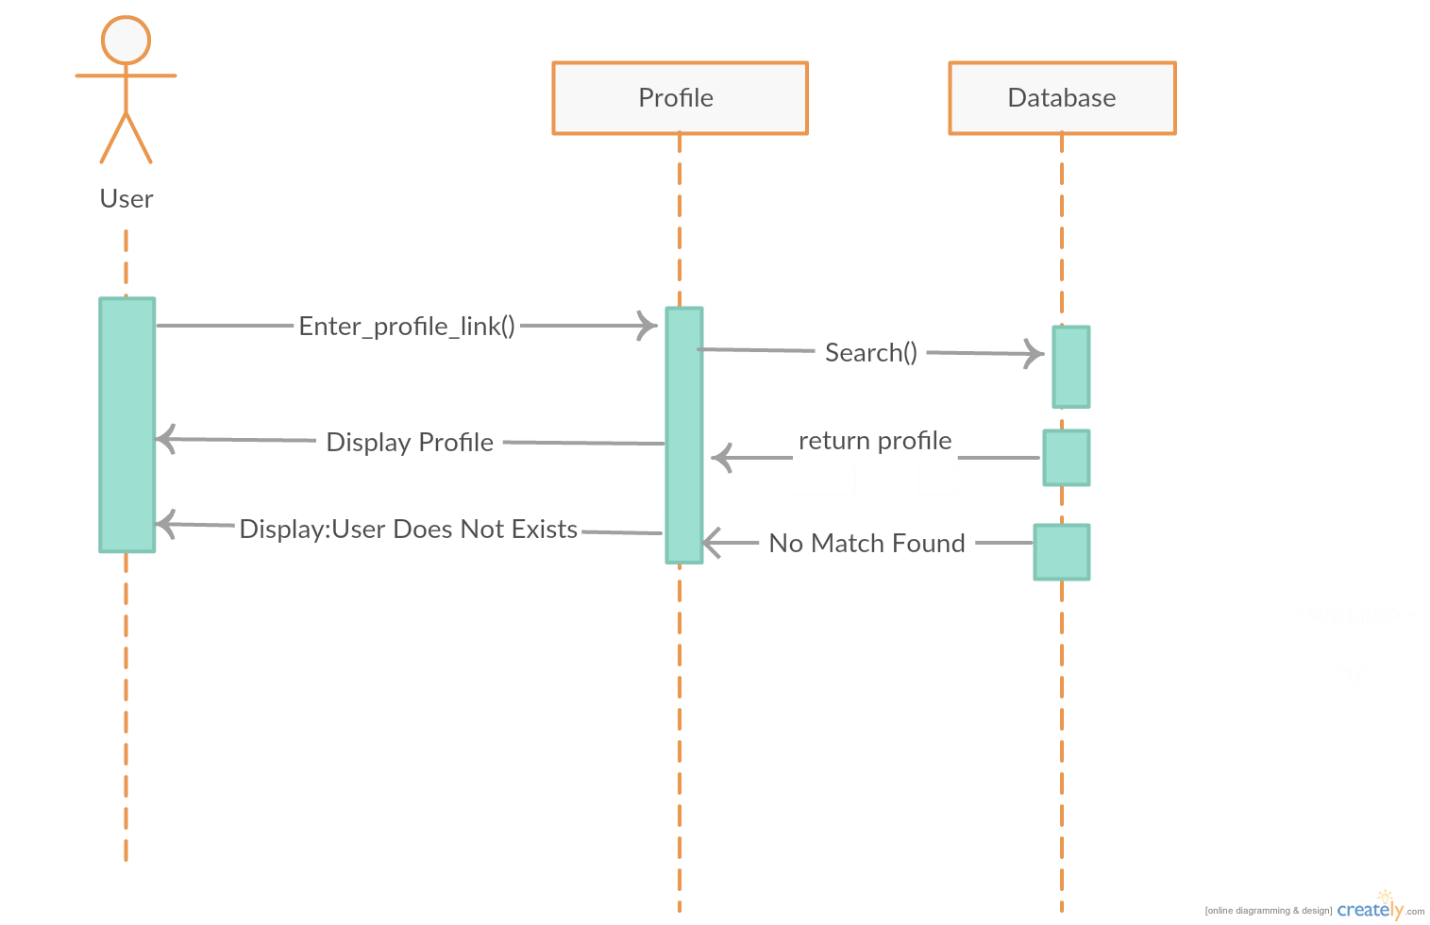 Profile
Database
User
Enter_profile_link()
Search()
Display Profile
return profile
Display:User Does Not Exists
No Match Found
[online diagramming & design] creately.com